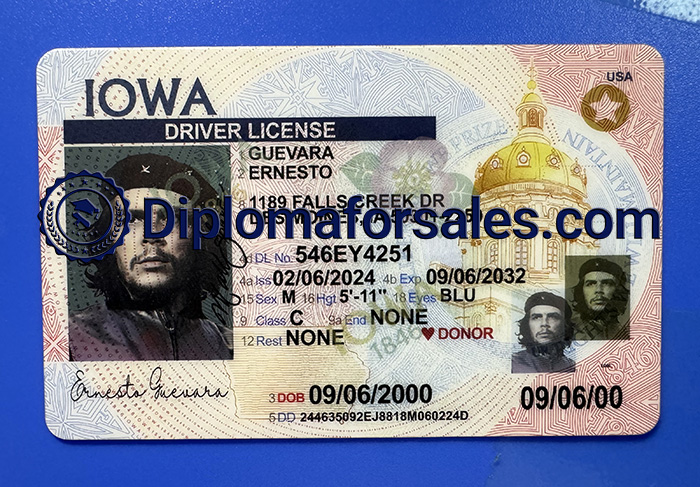 IOWA
USA
DRIVER LICENSE
1 GUEVARA
2 ERNESTO
8 1189 FALLS CREEK DR
Diplomaforsales.com
4d DL No. 546EY4251
4a Iss 02/06/2024 4b Exp 09/06/2032
15 Sex M 16 Hgt 5'-11" 18 Eyes BLU
9 Class C 9a End NONE
12 Rest NONE ♥ DONOR
Ernesto Guevara
3 DOB 09/06/2000
09/06/00
5 DD 244635092EJ8818M060224D
PRIZE
MAINTAIN
1846